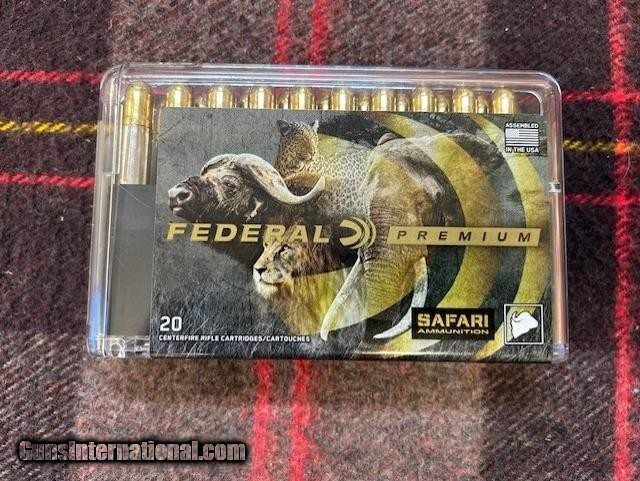 ASSEMBLED
IN THE USA
FEDERAL PREMIUM
20
CENTERFIRE RIFLE CARTRIDGES/CARTOUCHES
SAFARI
AMMUNITION
GunsInternational.com